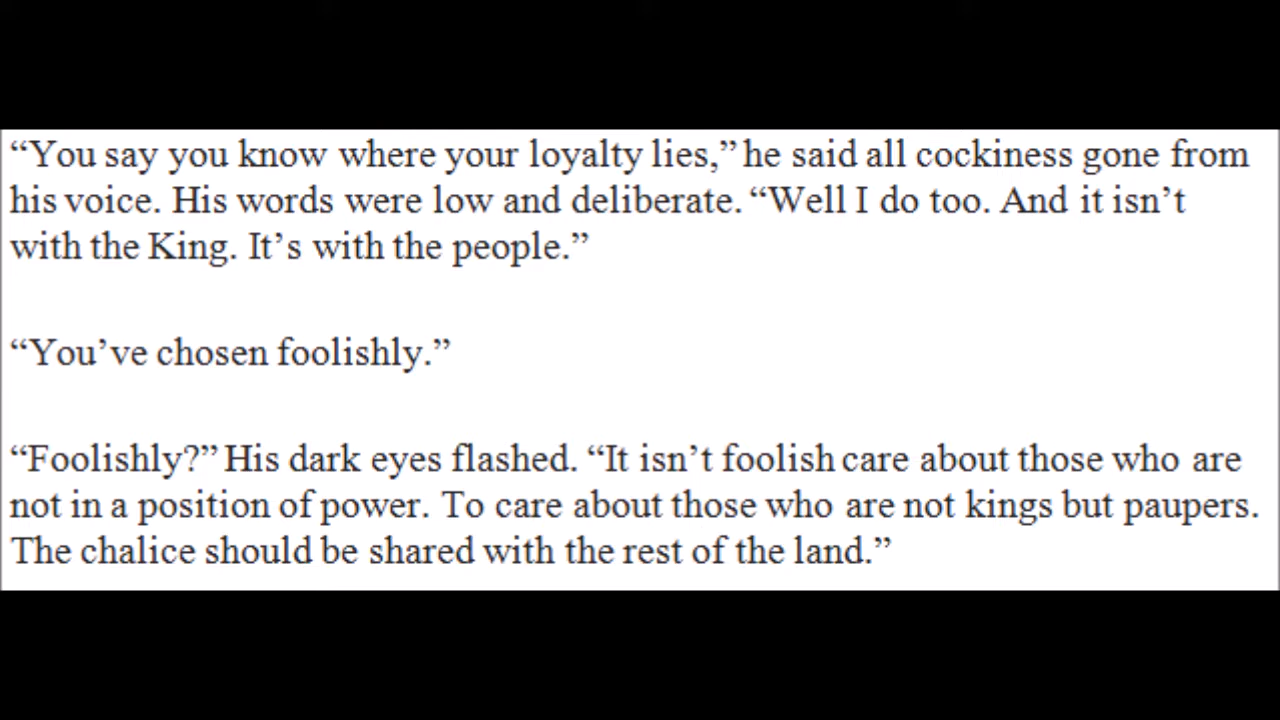 “You say you know where your loyalty lies,” he said all cockiness gone from
his voice. His words were low and deliberate. “Well I do too. And it isn’t
with the King. It’s with the people.”
“You’ve chosen foolishly.”
“Foolishly?” His dark eyes flashed. “It isn’t foolish care about those who are
not in a position of power. To care about those who are not kings but paupers.
The chalice should be shared with the rest of the land.”